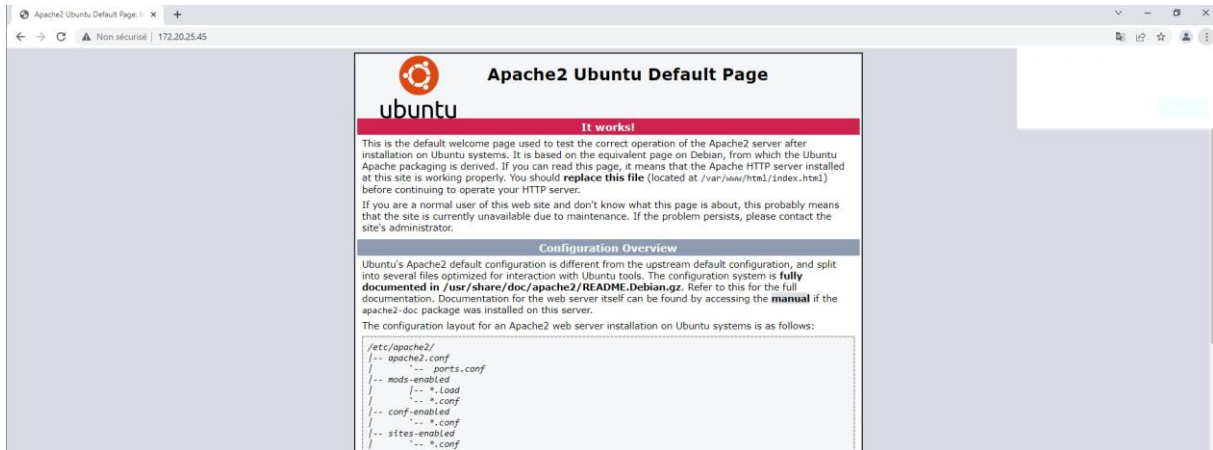 Apache2 Ubuntu Default Page: I
Non sécurisé | 172.20.25.45
Apache2 Ubuntu Default Page
ubuntu
It works!
This is the default welcome page used to test the correct operation of the Apache2 server after
installation on Ubuntu systems. It is based on the equivalent page on Debian, from which the Ubuntu
Apache packaging is derived. If you can read this page, it means that the Apache HTTP server installed
at this site is working properly. You should replace this file (located at /var/www/html/index.html)
before continuing to operate your HTTP server.
If you are a normal user of this web site and don't know what this page is about, this probably means
that the site is currently unavailable due to maintenance. If the problem persists, please contact the
site's administrator.
Configuration Overview
Ubuntu's Apache2 default configuration is different from the upstream default configuration, and split
into several files optimized for interaction with Ubuntu tools. The configuration system is fully
documented in /usr/share/doc/apache2/README.Debian.gz. Refer to this for the full
documentation. Documentation for the web server itself can be found by accessing the manual if the
apache2-doc package was installed on this server.
The configuration layout for an Apache2 web server installation on Ubuntu systems is as follows:
/etc/apache2/
|-- apache2.conf
|       `--  ports.conf
|-- mods-enabled
|       |-- *.load
|       `-- *.conf
|-- conf-enabled
|       `-- *.conf
|-- sites-enabled
|       `-- *.conf